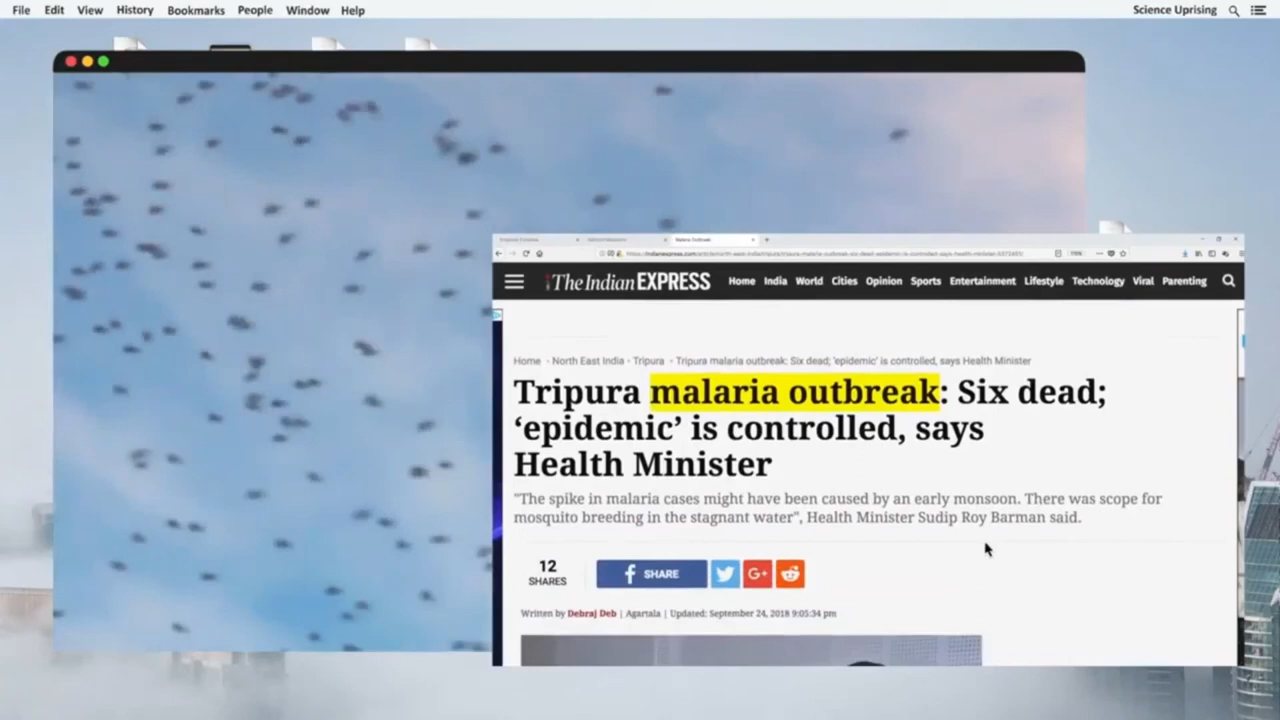 File Edit View History Bookmarks People Window Help Science Uprising
Malaria Outbreak
The Indian EXPRESS Home India World Cities Opinion Sports Entertainment Lifestyle Technology Viral Parenting
Home North East India Tripura Tripura malaria outbreak: Six dead; 'epidemic' is controlled, says Health Minister
Tripura malaria outbreak: Six dead;
‘epidemic’ is controlled, says
Health Minister
"The spike in malaria cases might have been caused by an early monsoon. There was scope for
mosquito breeding in the stagnant water", Health Minister Sudip Roy Barman said.
12
SHARES
f SHARE
G+
Written by Debraj Deb | Agartala | Updated: September 24, 2018 9:05:34 pm